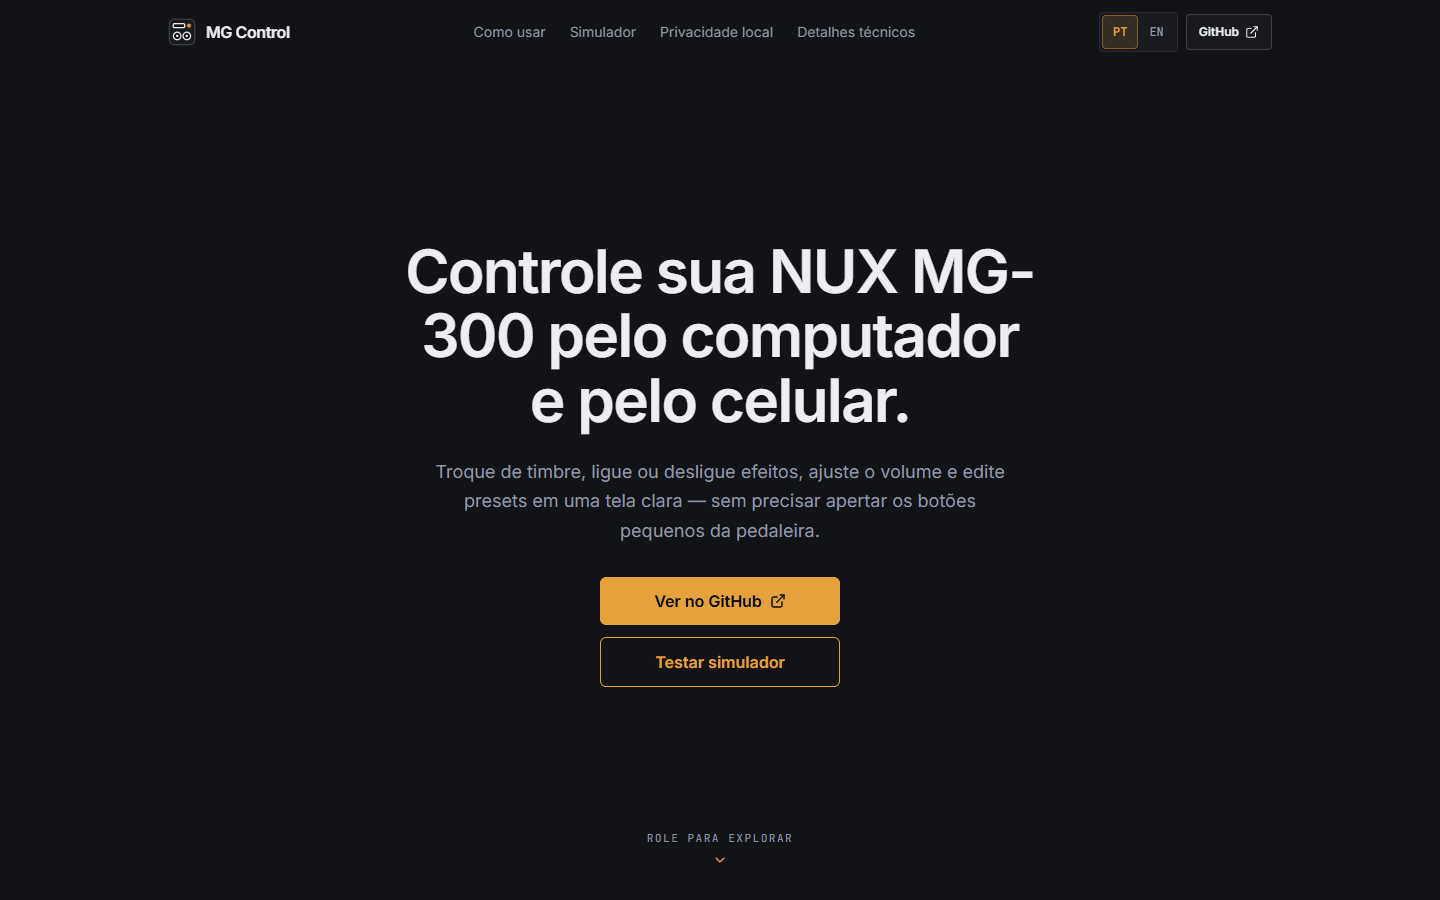 MG Control
Como usar
Simulador
Privacidade local
Detalhes técnicos
PT
EN
GitHub
Controle sua NUX MG-
300 pelo computador
e pelo celular.
Troque de timbre, ligue ou desligue efeitos, ajuste o volume e edite
presets em uma tela clara — sem precisar apertar os botões
pequenos da pedaleira.
Ver no GitHub
Testar simulador
ROLE PARA EXPLORAR